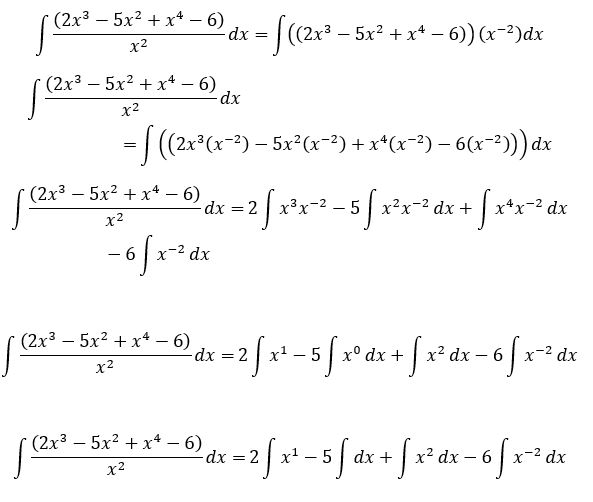 ∫ (2x³ − 5x² + x⁴ − 6)/x² dx = ∫ ((2x³ − 5x² + x⁴ − 6)) (x⁻²)dx
∫ (2x³ − 5x² + x⁴ − 6)/x² dx
= ∫ ((2x³(x⁻²) − 5x²(x⁻²) + x⁴(x⁻²) − 6(x⁻²))) dx
∫ (2x³ − 5x² + x⁴ − 6)/x² dx = 2 ∫ x³x⁻² − 5 ∫ x²x⁻² dx + ∫ x⁴x⁻² dx
− 6 ∫ x⁻² dx
∫ (2x³ − 5x² + x⁴ − 6)/x² dx = 2 ∫ x¹ − 5 ∫ x⁰ dx + ∫ x² dx − 6 ∫ x⁻² dx
∫ (2x³ − 5x² + x⁴ − 6)/x² dx = 2 ∫ x¹ − 5 ∫ dx + ∫ x² dx − 6 ∫ x⁻² dx